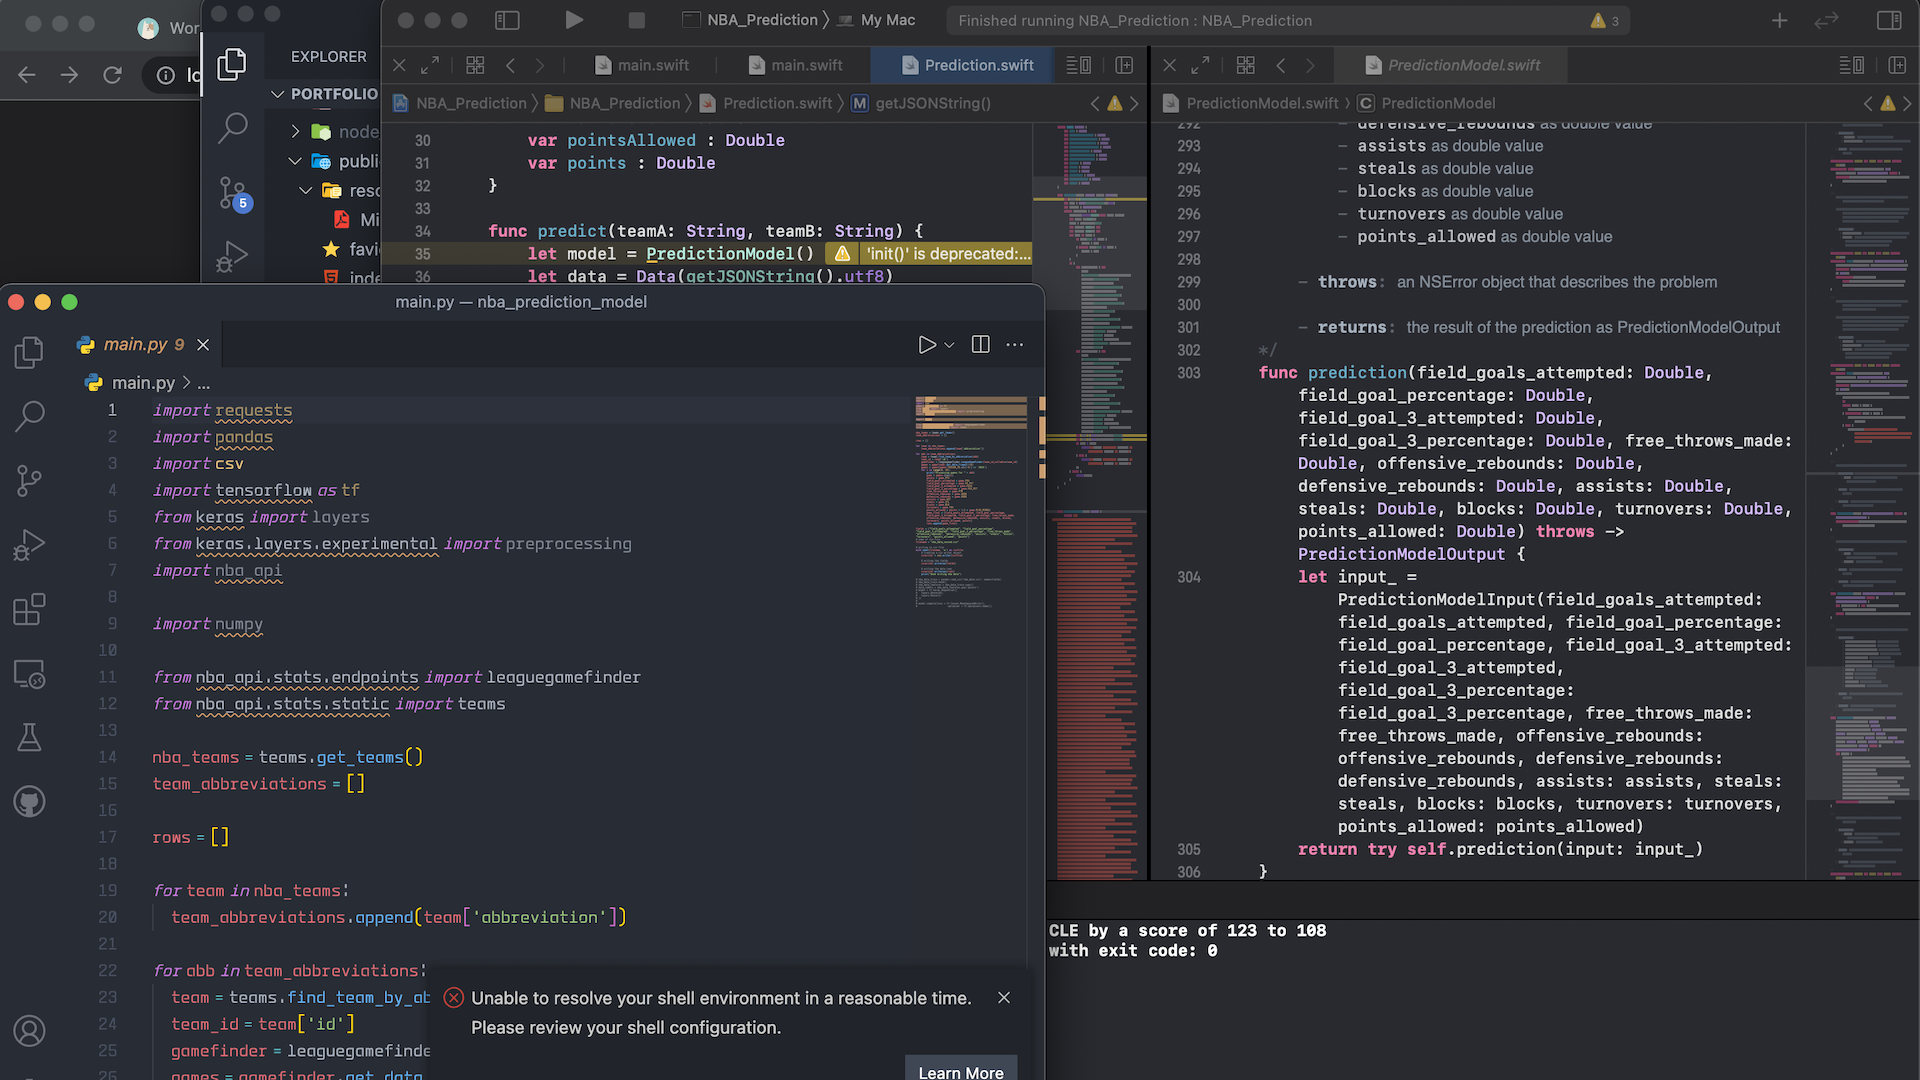 Wor
lo
EXPLORER
PORTFOLIO
node
public
reso
Mi
favi
inde
5
NBA_Prediction
My Mac
Finished running NBA_Prediction : NBA_Prediction
3
main.swift
main.swift
Prediction.swift
NBA_Prediction
NBA_Prediction
Prediction.swift
M getJSONString()
30 var pointsAllowed : Double
31 var points : Double
32 }
33
34 func predict(teamA: String, teamB: String) {
35 let model = PredictionModel() 'init()' is deprecated:...
36 let data = Data(getJSONString().utf8)
PredictionModel.swift
PredictionModel.swift
C PredictionModel
292 - defensive_rebounds as double value
293 - assists as double value
294 - steals as double value
295 - blocks as double value
296 - turnovers as double value
297 - points_allowed as double value
298
299 - throws: an NSError object that describes the problem
300
301 - returns: the result of the prediction as PredictionModelOutput
302 */
303 func prediction(field_goals_attempted: Double,
field_goal_percentage: Double,
field_goal_3_attempted: Double,
field_goal_3_percentage: Double, free_throws_made:
Double, offensive_rebounds: Double,
defensive_rebounds: Double, assists: Double,
steals: Double, blocks: Double, turnovers: Double,
points_allowed: Double) throws ->
PredictionModelOutput {
304 let input_ =
PredictionModelInput(field_goals_attempted:
field_goals_attempted, field_goal_percentage:
field_goal_percentage, field_goal_3_attempted:
field_goal_3_attempted,
field_goal_3_percentage:
field_goal_3_percentage, free_throws_made:
free_throws_made, offensive_rebounds:
offensive_rebounds, defensive_rebounds:
defensive_rebounds, assists: assists, steals:
steals, blocks: blocks, turnovers: turnovers,
points_allowed: points_allowed)
305 return try self.prediction(input: input_)
306 }
CLE by a score of 123 to 108
with exit code: 0
main.py — nba_prediction_model
main.py 9
main.py > ...
1 import requests
2 import pandas
3 import csv
4 import tensorflow as tf
5 from keras import layers
6 from keras.layers.experimental import preprocessing
7 import nba_api
8
9 import numpy
10
11 from nba_api.stats.endpoints import leaguegamefinder
12 from nba_api.stats.static import teams
13
14 nba_teams = teams.get_teams()
15 team_abbreviations = []
16
17 rows = []
18
19 for team in nba_teams:
20 team_abbreviations.append(team['abbreviation'])
21
22 for abb in team_abbreviations:
23 team = teams.find_team_by_ab
24 team_id = team['id']
25 gamefinder = leaguegamefinde
26 games = gamefinder.get_data
Unable to resolve your shell environment in a reasonable time.
Please review your shell configuration.
Learn More